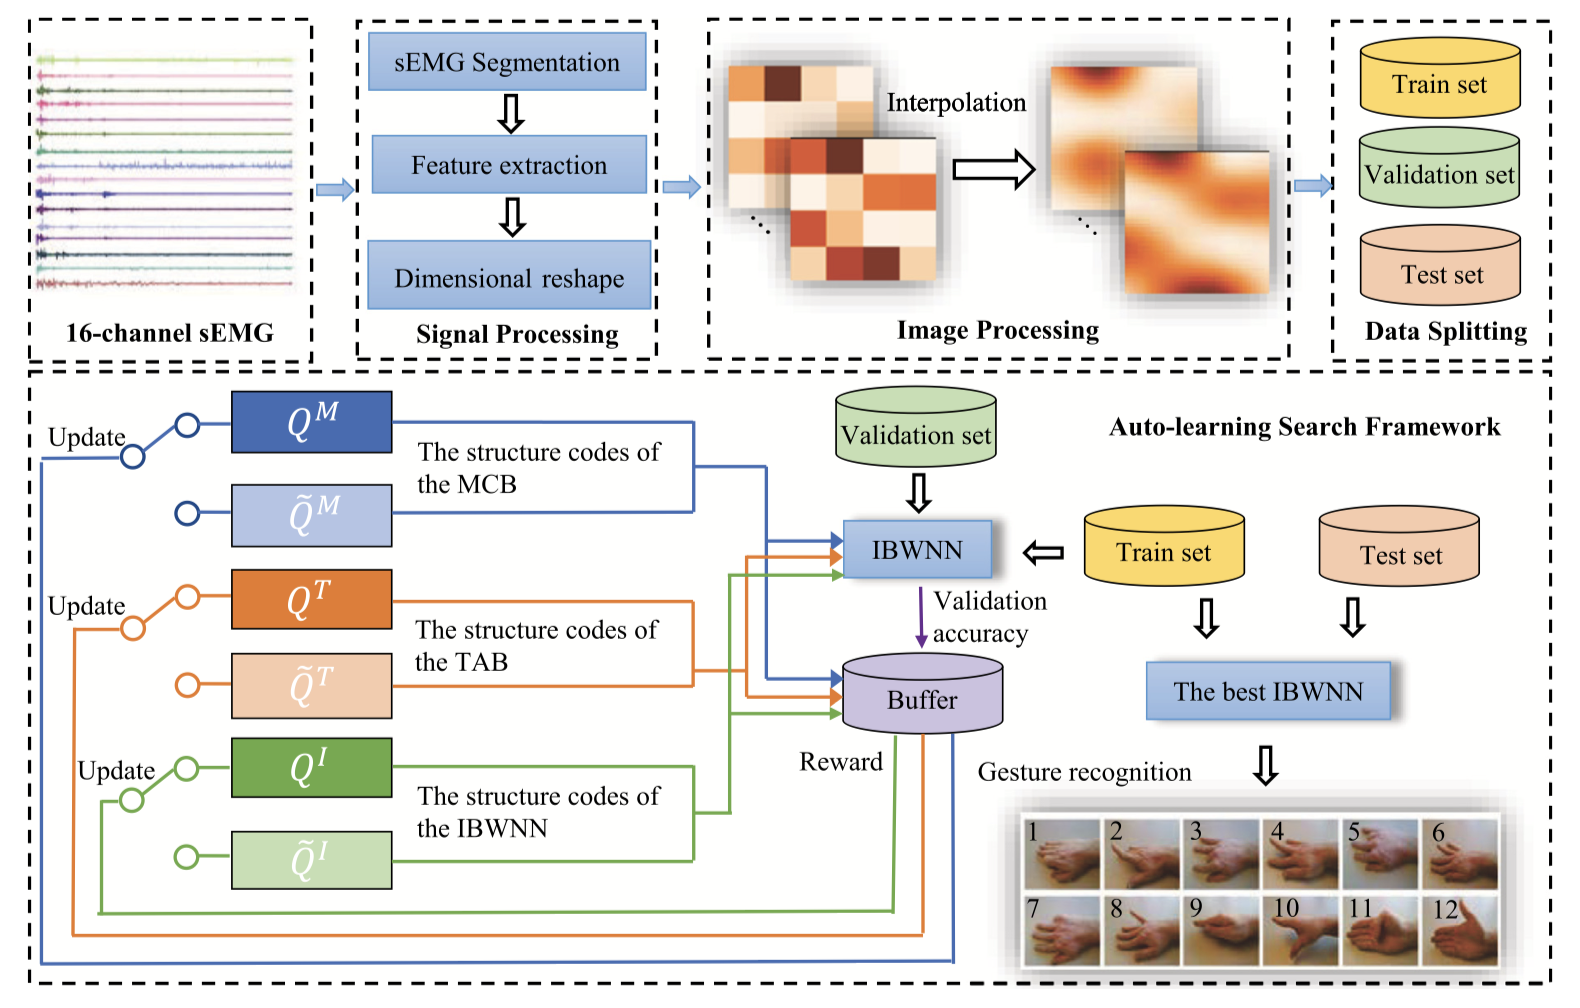 sEMG Segmentation
Feature extraction
Dimensional reshape
Interpolation
Train set
Validation set
Test set
16-channel sEMG
Signal Processing
Image Processing
Data Splitting
Auto-learning Search Framework
Update
Q^M
The structure codes of
the MCB
Q̃^M
Update
Q^T
The structure codes of
the TAB
Q̃^T
Update
Q^I
The structure codes of
the IBWNN
Q̃^I
Validation set
IBWNN
Train set
Test set
Validation
accuracy
Buffer
Reward
The best IBWNN
Gesture recognition
1 2 3 4 5 6
7 8 9 10 11 12